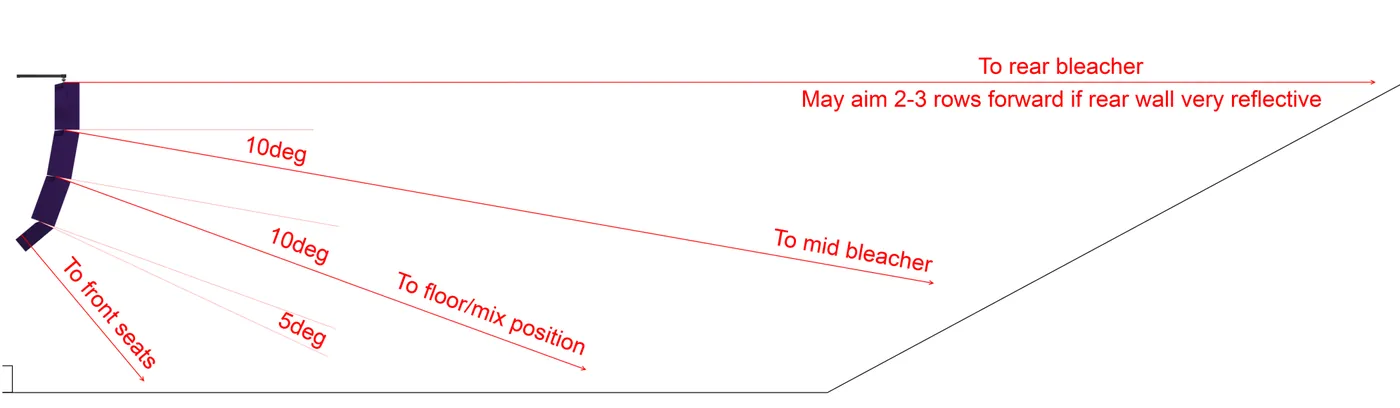 To rear bleacher
May aim 2-3 rows forward if rear wall very reflective
10deg
To mid bleacher
10deg
To floor/mix position
5deg
To front seats